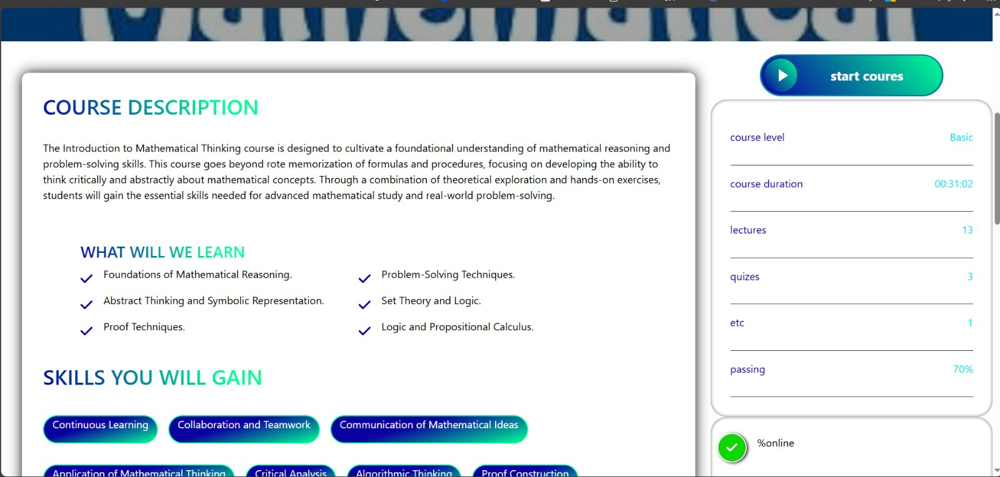 Mathematical
start coures
COURSE DESCRIPTION
The Introduction to Mathematical Thinking course is designed to cultivate a foundational understanding of mathematical reasoning and
problem-solving skills. This course goes beyond rote memorization of formulas and procedures, focusing on developing the ability to
think critically and abstractly about mathematical concepts. Through a combination of theoretical exploration and hands-on exercises,
students will gain the essential skills needed for advanced mathematical study and real-world problem-solving.
WHAT WILL WE LEARN
Foundations of Mathematical Reasoning.
Problem-Solving Techniques.
Abstract Thinking and Symbolic Representation.
Set Theory and Logic.
Proof Techniques.
Logic and Propositional Calculus.
SKILLS YOU WILL GAIN
Continuous Learning
Collaboration and Teamwork
Communication of Mathematical Ideas
Application of Mathematical Thinking
Critical Analysis
Algorithmic Thinking
Proof Construction
course level Basic
course duration 00:31:02
lectures 13
quizes 3
etc 1
passing 70%
%online